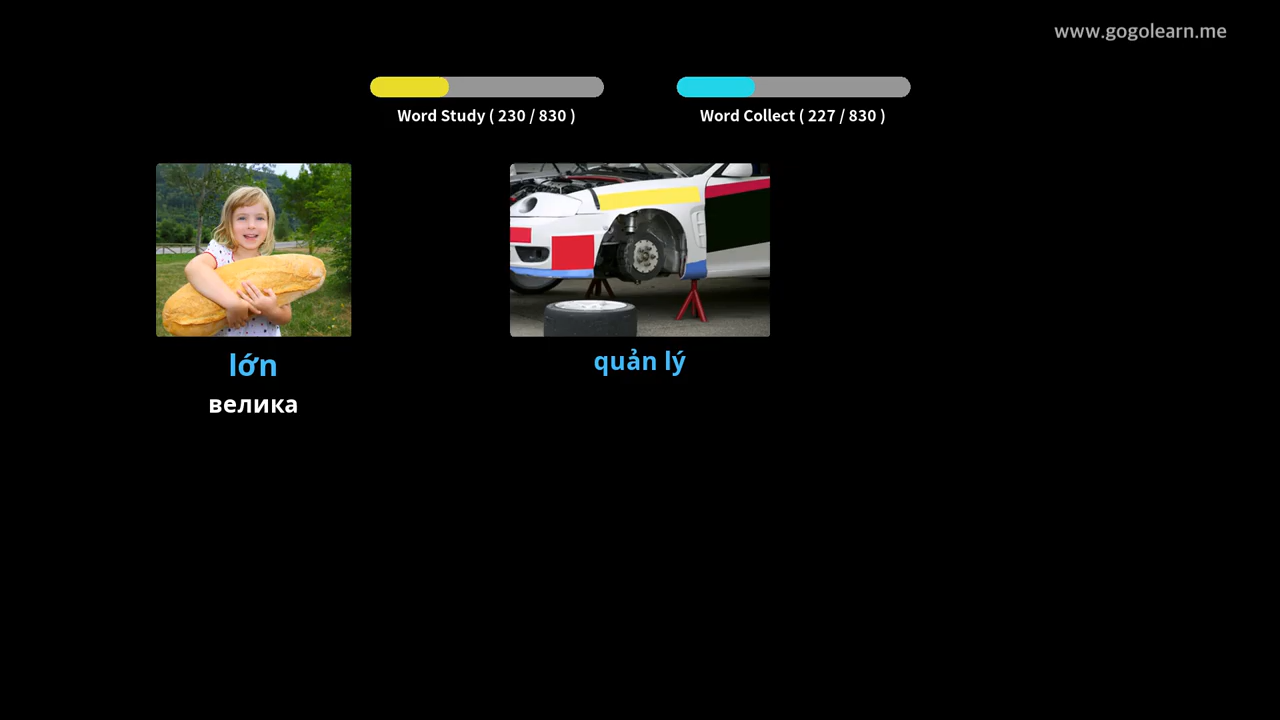 www.gogolearn.me
Word Study ( 230 / 830 )
Word Collect ( 227 / 830 )
lớn
велика
quản lý